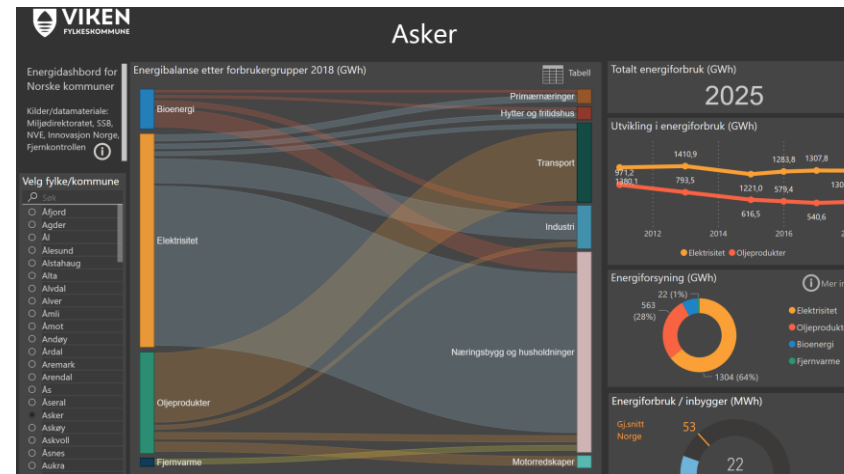 VIKEN
FYLKESKOMMUNE
Asker
Energidashbord for
Norske kommuner
Kilder/datamateriale:
Miljødirektoratet, SSB,
NVE, Innovasjon Norge,
Fjernkontrollen
Velg fylke/kommune
Søk
Åfjord
Agder
Ål
Ålesund
Alstahaug
Alta
Alvdal
Alver
Åmli
Åmot
Andøy
Årdal
Aremark
Arendal
Ås
Åseral
Asker
Askøy
Askvoll
Åsnes
Aukra
Energibalanse etter forbrukergrupper 2018 (GWh)
Tabell
Bioenergi
Elektrisitet
Oljeprodukter
Fjernvarme
Primærnæringer
Hytter og fritidshus
Transport
Industri
Næringsbygg og husholdninger
Motorredskaper
Totalt energiforbruk (GWh)
2025
Utvikling i energiforbruk (GWh)
1410,9
1283,8 1307,8
971,2
1380,1
793,5
1221,0 579,4
130
616,5
540,6
2012 2014 2016
Elektrisitet Oljeprodukter
Energiforsyning (GWh)
Mer in
22 (1%)
563
(28%)
1304 (64%)
Elektrisitet
Oljeprodukt
Bioenergi
Fjernvarme
Energiforbruk / inbygger (MWh)
Gj.snitt
Norge
53
22